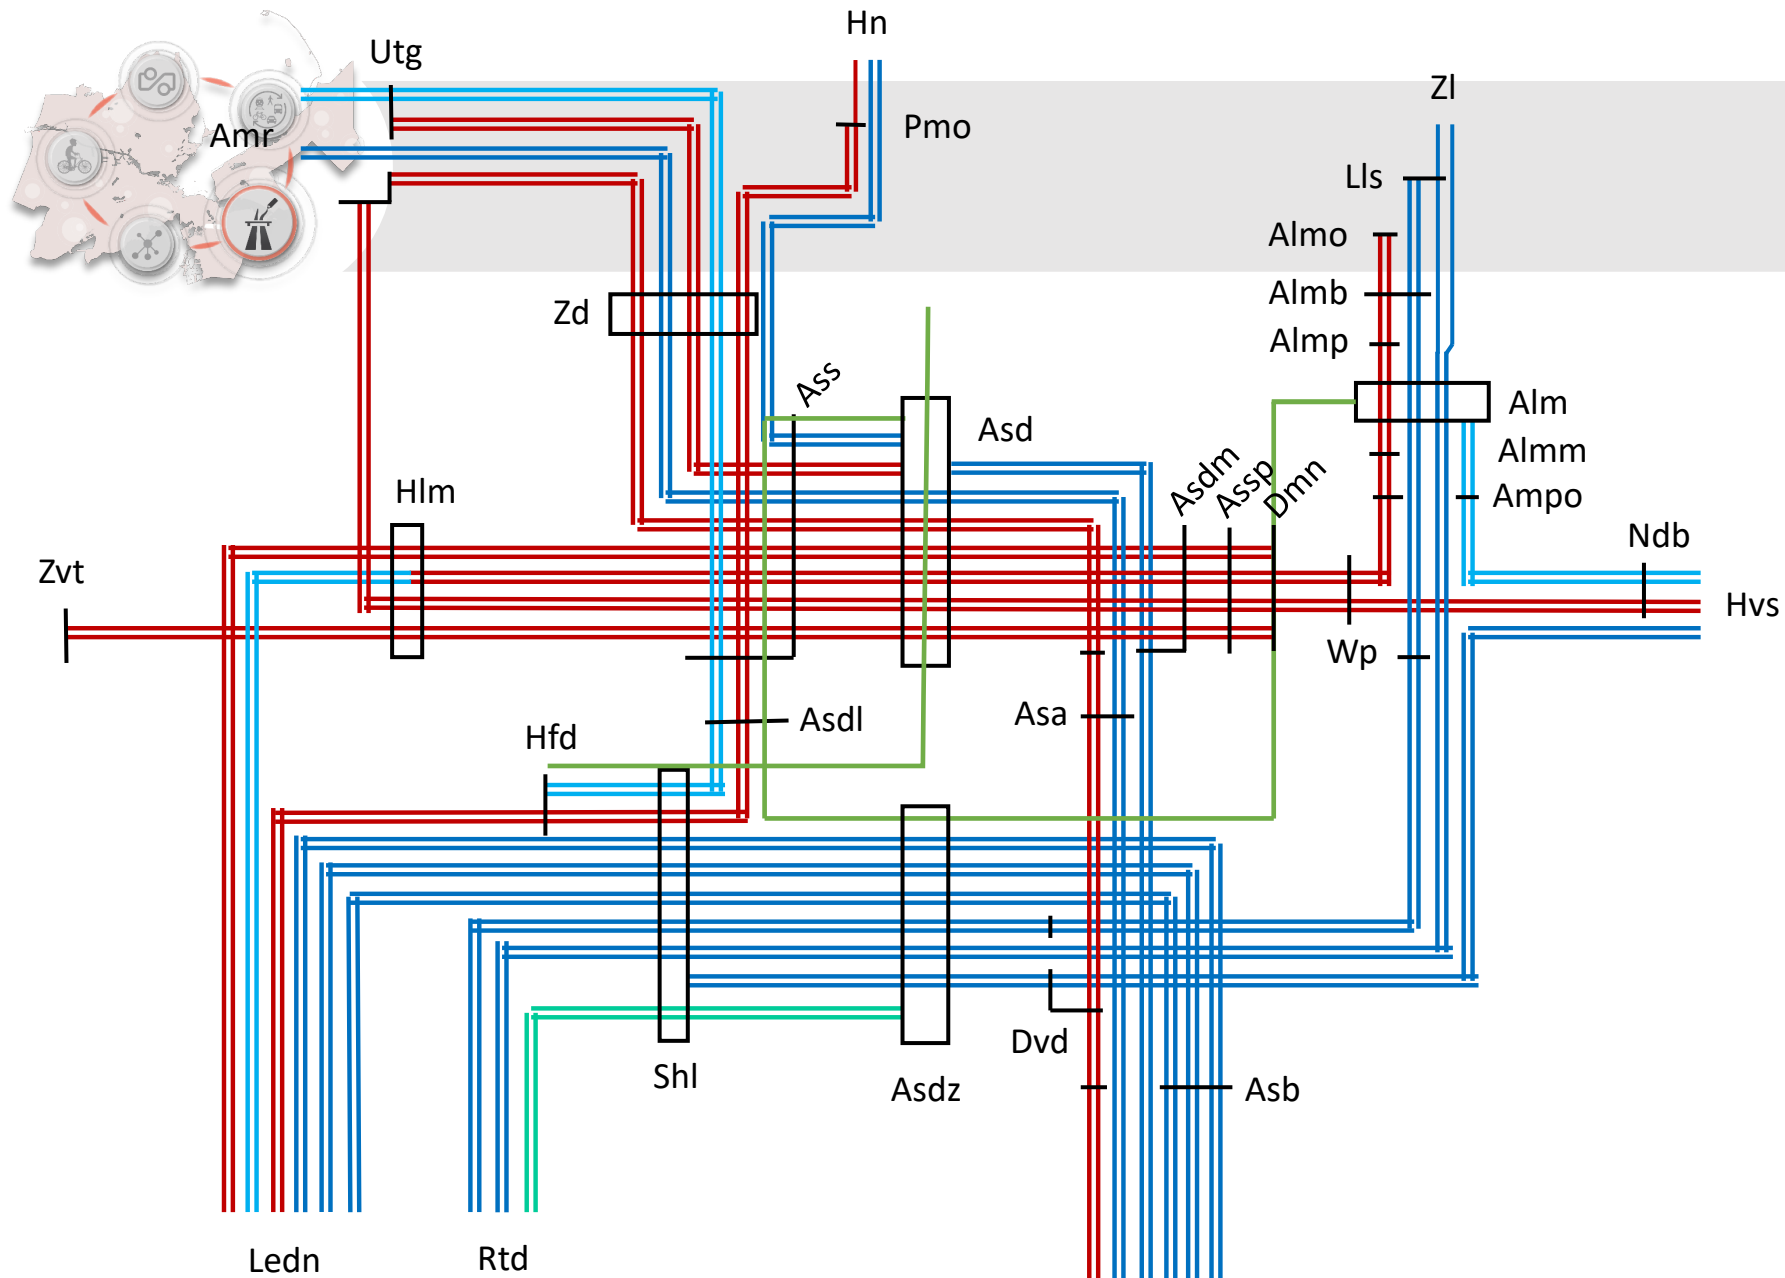 Hn
Utg
Zl
Amr
Pmo
Lls
Almo
Almb
Zd
Almp
Ass
Alm
Asd
Almm
Asdm
Assp
Dmn
Hlm
Ampo
Ndb
Zvt
Hvs
Wp
Asa
Asdl
Hfd
Dvd
Shl
Asdz
Asb
Ledn
Rtd